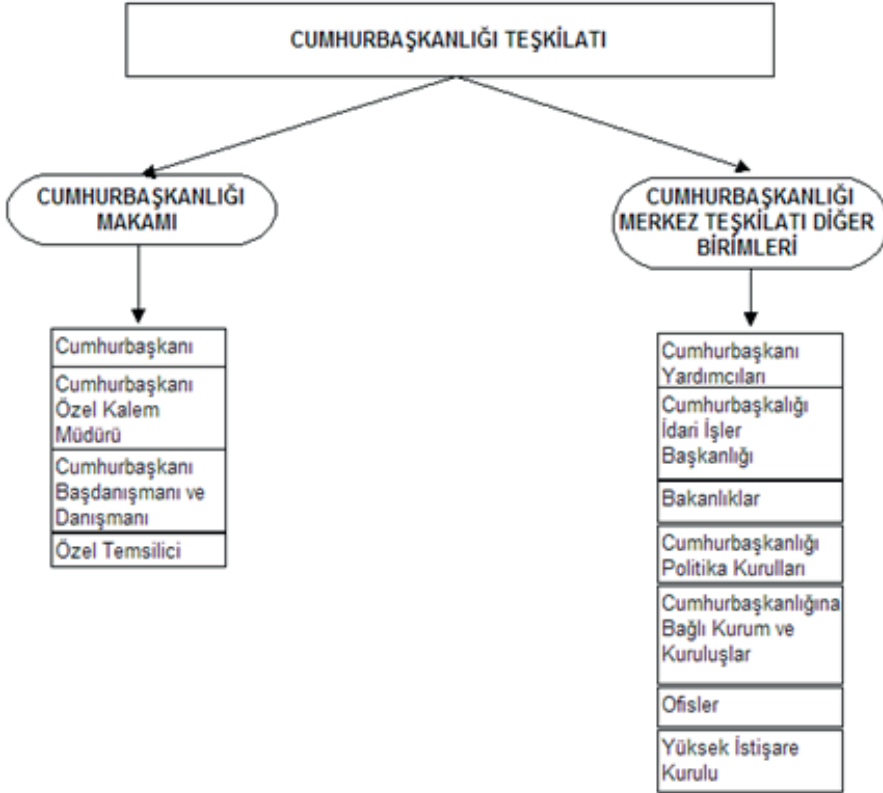 CUMHURBAŞKANLIĞI TEŞKİLATI
CUMHURBAŞKANLIĞI
MAKAMI
Cumhurbaşkanı
Cumhurbaşkanı
Özel Kalem
Müdürü
Cumhurbaşkanı
Başdanışmanı ve
Danışmanı
Özel Temsilici
CUMHURBAŞKANLIĞI
MERKEZ TEŞKİLATI DİĞER
BİRİMLERİ
Cumhurbaşkanı
Yardımcıları
Cumhurbaşkalığı
İdari İşler
Başkanlığı
Bakanlıklar
Cumhurbaşkanlığı
Politika Kurulları
Cumhurbaşkanlığına
Bağlı Kurum ve
Kuruluşlar
Ofisler
Yüksek İstişare
Kurulu